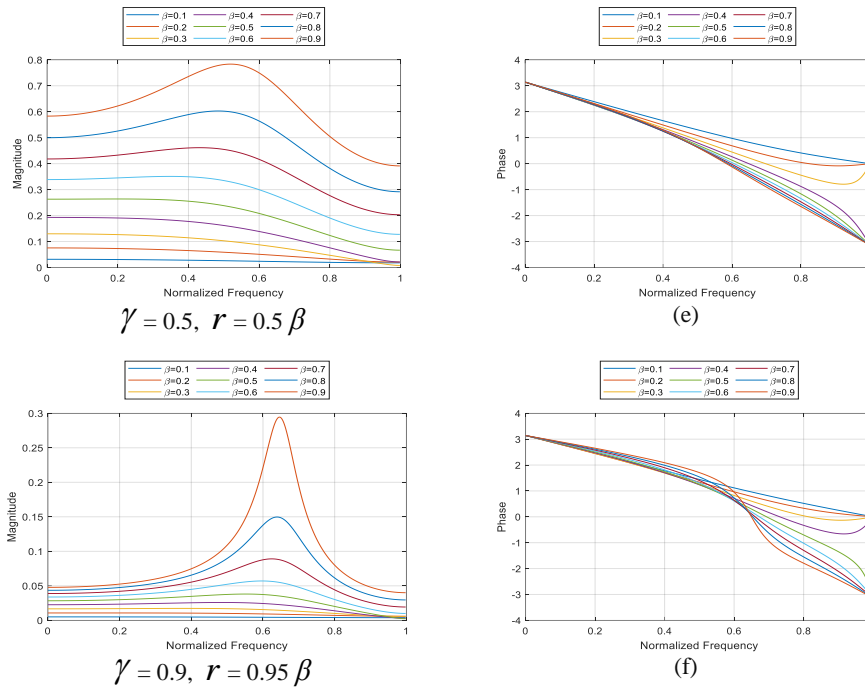 β=0.1 β=0.4 β=0.7
β=0.2 β=0.5 β=0.8
β=0.3 β=0.6 β=0.9
0.8
0.7
0.6
0.5
0.4
0.3
0.2
0.1
0
Magnitude
0 0.2 0.4 0.6 0.8 1
Normalized Frequency
γ = 0.5, r = 0.5 β
β=0.1 β=0.4 β=0.7
β=0.2 β=0.5 β=0.8
β=0.3 β=0.6 β=0.9
4
3
2
1
0
-1
-2
-3
-4
Phase
0 0.2 0.4 0.6 0.8
Normalized Frequency
(e)
β=0.1 β=0.4 β=0.7
β=0.2 β=0.5 β=0.8
β=0.3 β=0.6 β=0.9
0.3
0.25
0.2
0.15
0.1
0.05
0
Magnitude
0 0.2 0.4 0.6 0.8 1
Normalized Frequency
γ = 0.9, r = 0.95 β
β=0.1 β=0.4 β=0.7
β=0.2 β=0.5 β=0.8
β=0.3 β=0.6 β=0.9
4
3
2
1
0
-1
-2
-3
-4
Phase
0 0.2 0.4 0.6 0.8
Normalized Frequency
(f)